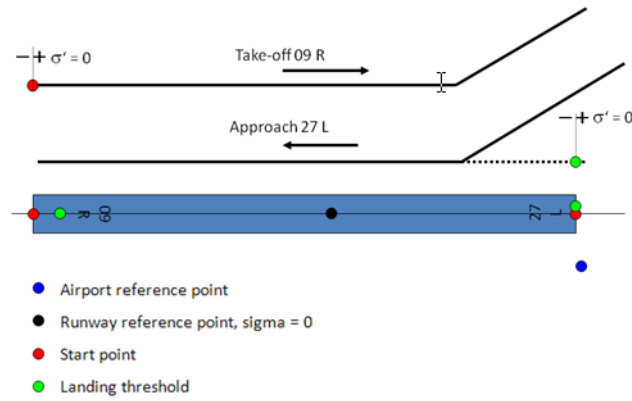 Take-off 09 R
− + σ' = 0
Approach 27 L
− + σ' = 0
09
R
27
L
Airport reference point
Runway reference point, sigma = 0
Start point
Landing threshold